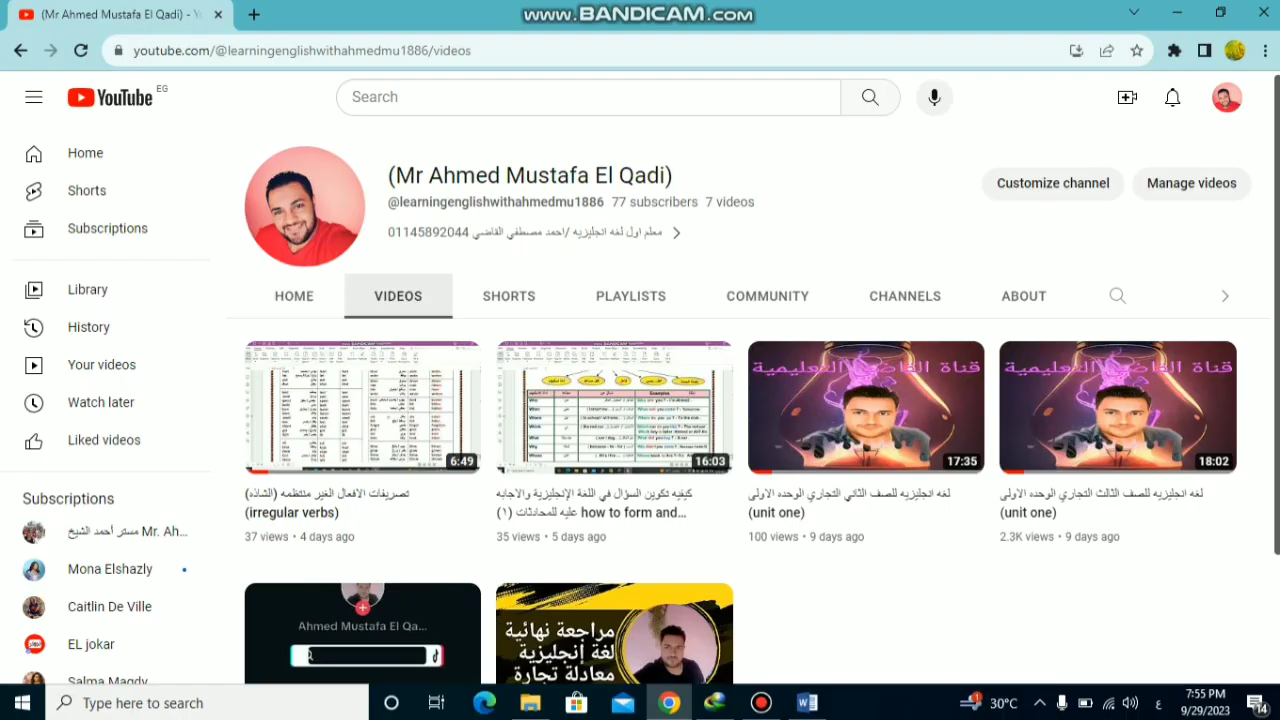 www.BANDICAM.com
(Mr Ahmed Mustafa El Qadi) - Y
youtube.com/@learningenglishwithahmedmu1886/videos
YouTube EG
Search
Home
Shorts
Subscriptions
Library
History
Your videos
Watch later
Liked videos
Subscriptions
مستر أحمد الشيخ Mr. Ah...
Mona Elshazly
Caitlin De Ville
EL jokar
Salma Magdy
(Mr Ahmed Mustafa El Qadi)
@learningenglishwithahmedmu1886 77 subscribers 7 videos
معلم اول لغه انجليزيه /احمد مصطفي القاضي 01145892044
Customize channel
Manage videos
HOME VIDEOS SHORTS PLAYLISTS COMMUNITY CHANNELS ABOUT
6:49
تصريفات الافعال الغير منتظمه (الشاذه)
(irregular verbs)
37 views • 4 days ago
Examples
16:03
كيفيه تكوين السؤال في اللغة الإنجليزية والاجابه
عليه للمحادثات (١) how to form and...
35 views • 5 days ago
قناة القاضي التعليمية
17:35
لغه انجليزيه للصف الثاني التجاري الوحده الاولى
(unit one)
100 views • 9 days ago
قناة القاضي التعليمية
18:02
لغه انجليزيه للصف الثالث التجاري الوحده الاولى
(unit one)
2.3K views • 9 days ago
Ahmed Mustafa El Qa...
مراجعة نهائية
لغة إنجليزية
معادلة تجارة
Type here to search
30°C
ع
7:55 PM
9/29/2023
14